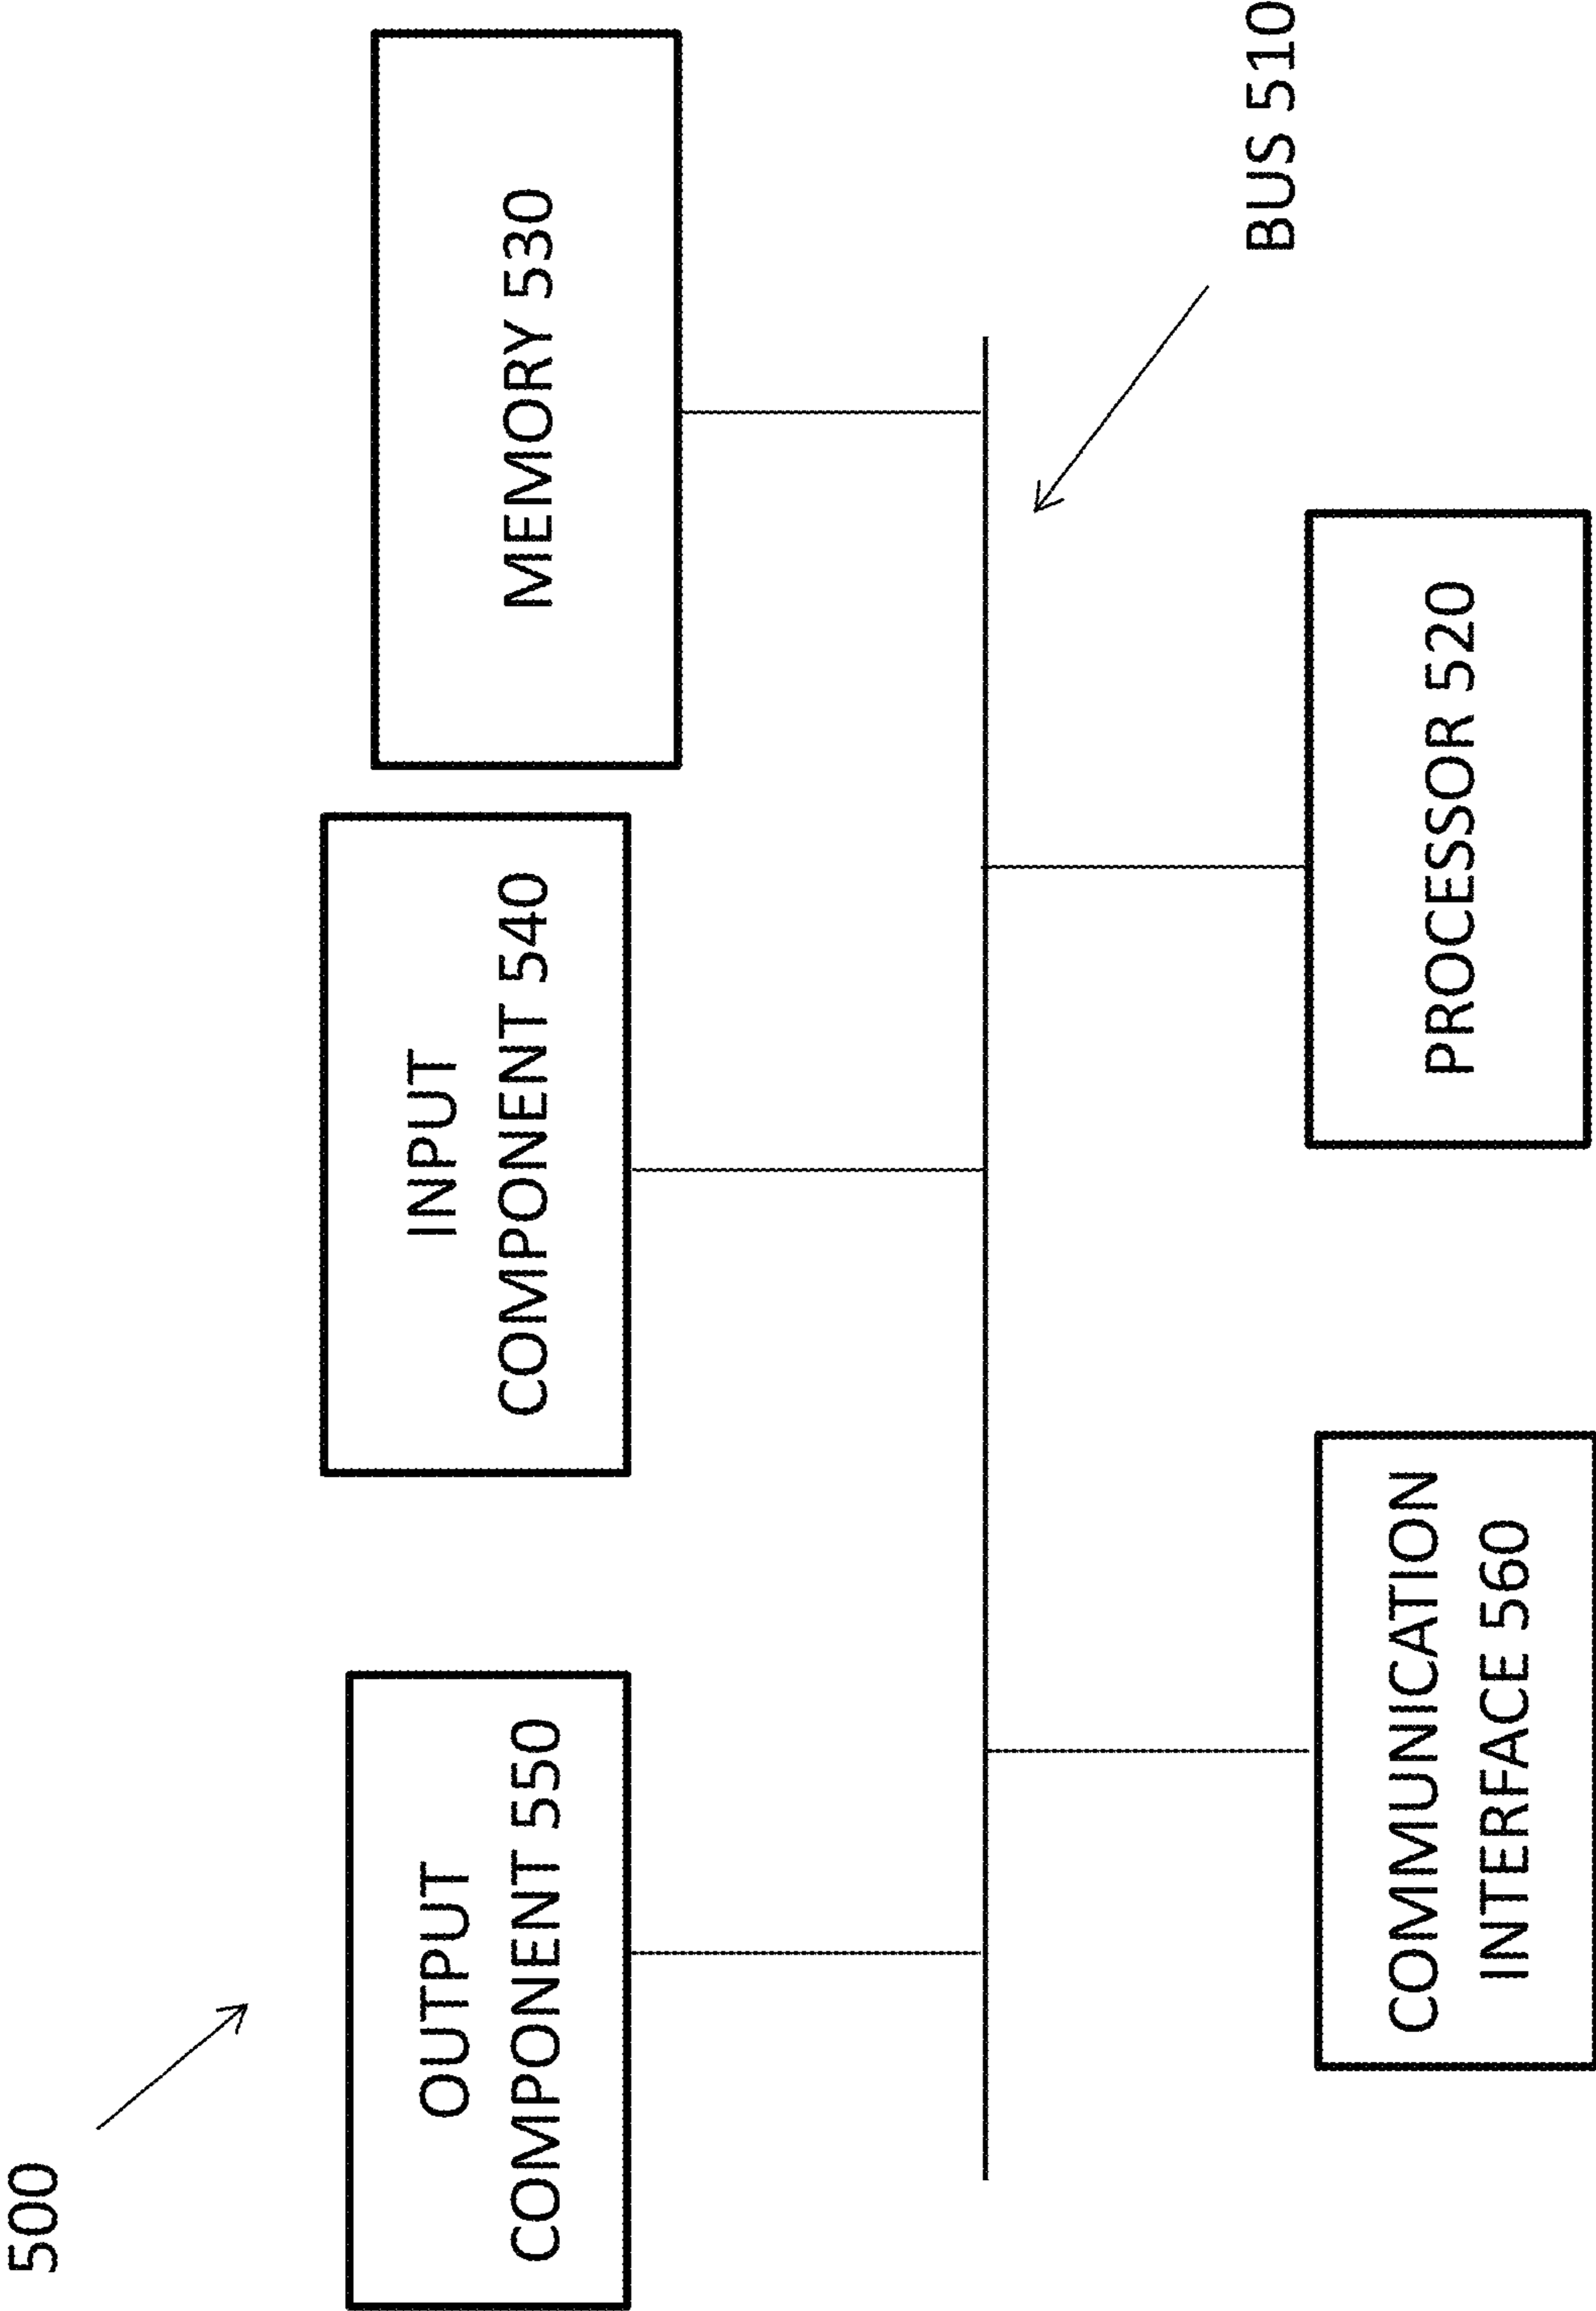 500
OUTPUT
COMPONENT 550
INPUT
COMPONENT 540
MEMORY 530
COMMUNICATION
INTERFACE 560
PROCESSOR 520
BUS 510